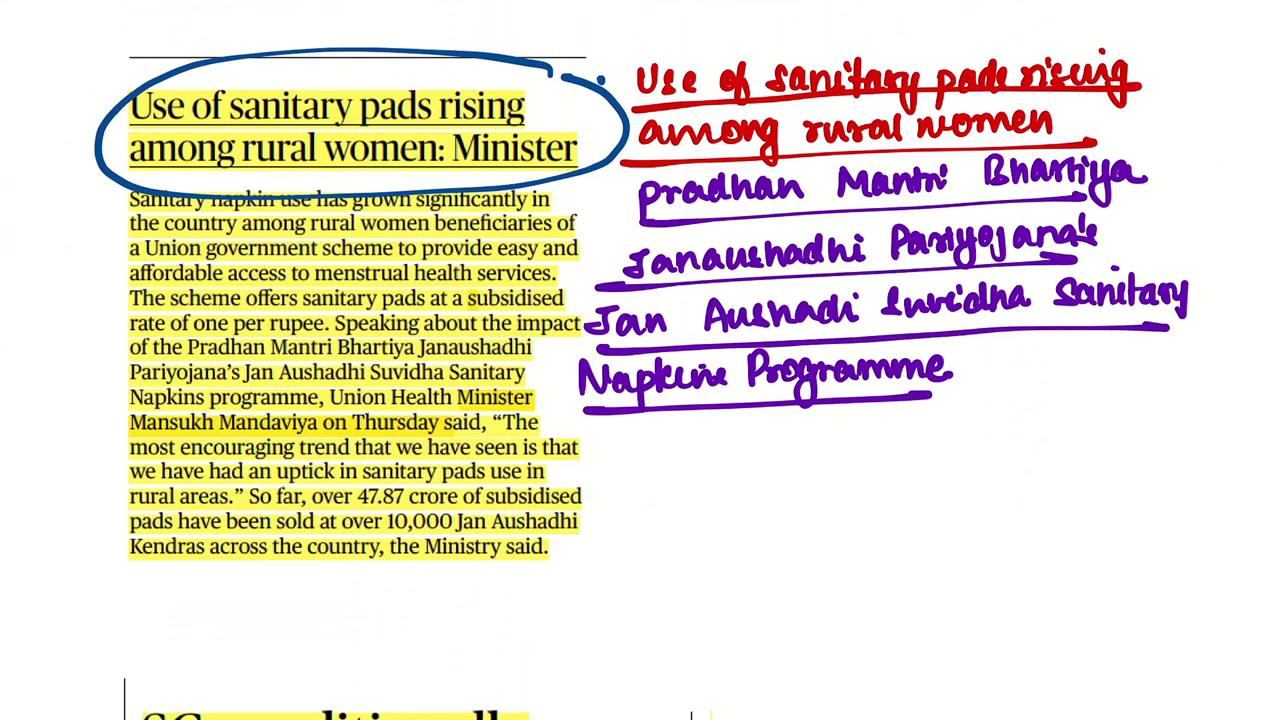 Use of sanitary pads rising
among rural women: Minister
Sanitary napkin use has grown significantly in
the country among rural women beneficiaries of
a Union government scheme to provide easy and
affordable access to menstrual health services.
The scheme offers sanitary pads at a subsidised
rate of one per rupee. Speaking about the impact
of the Pradhan Mantri Bhartiya Janaushadhi
Pariyojana's Jan Aushadhi Suvidha Sanitary
Napkins programme, Union Health Minister
Mansukh Mandaviya on Thursday said, “The
most encouraging trend that we have seen is that
we have had an uptick in sanitary pads use in
rural areas.” So far, over 47.87 crore of subsidised
pads have been sold at over 10,000 Jan Aushadhi
Kendras across the country, the Ministry said.
Use of sanitary pads rising
among rural women
Pradhan Mantri Bhartiya
Janaushadhi Pariyojana's
Jan Aushadi Suvidha Sanitary
Napkine Programme